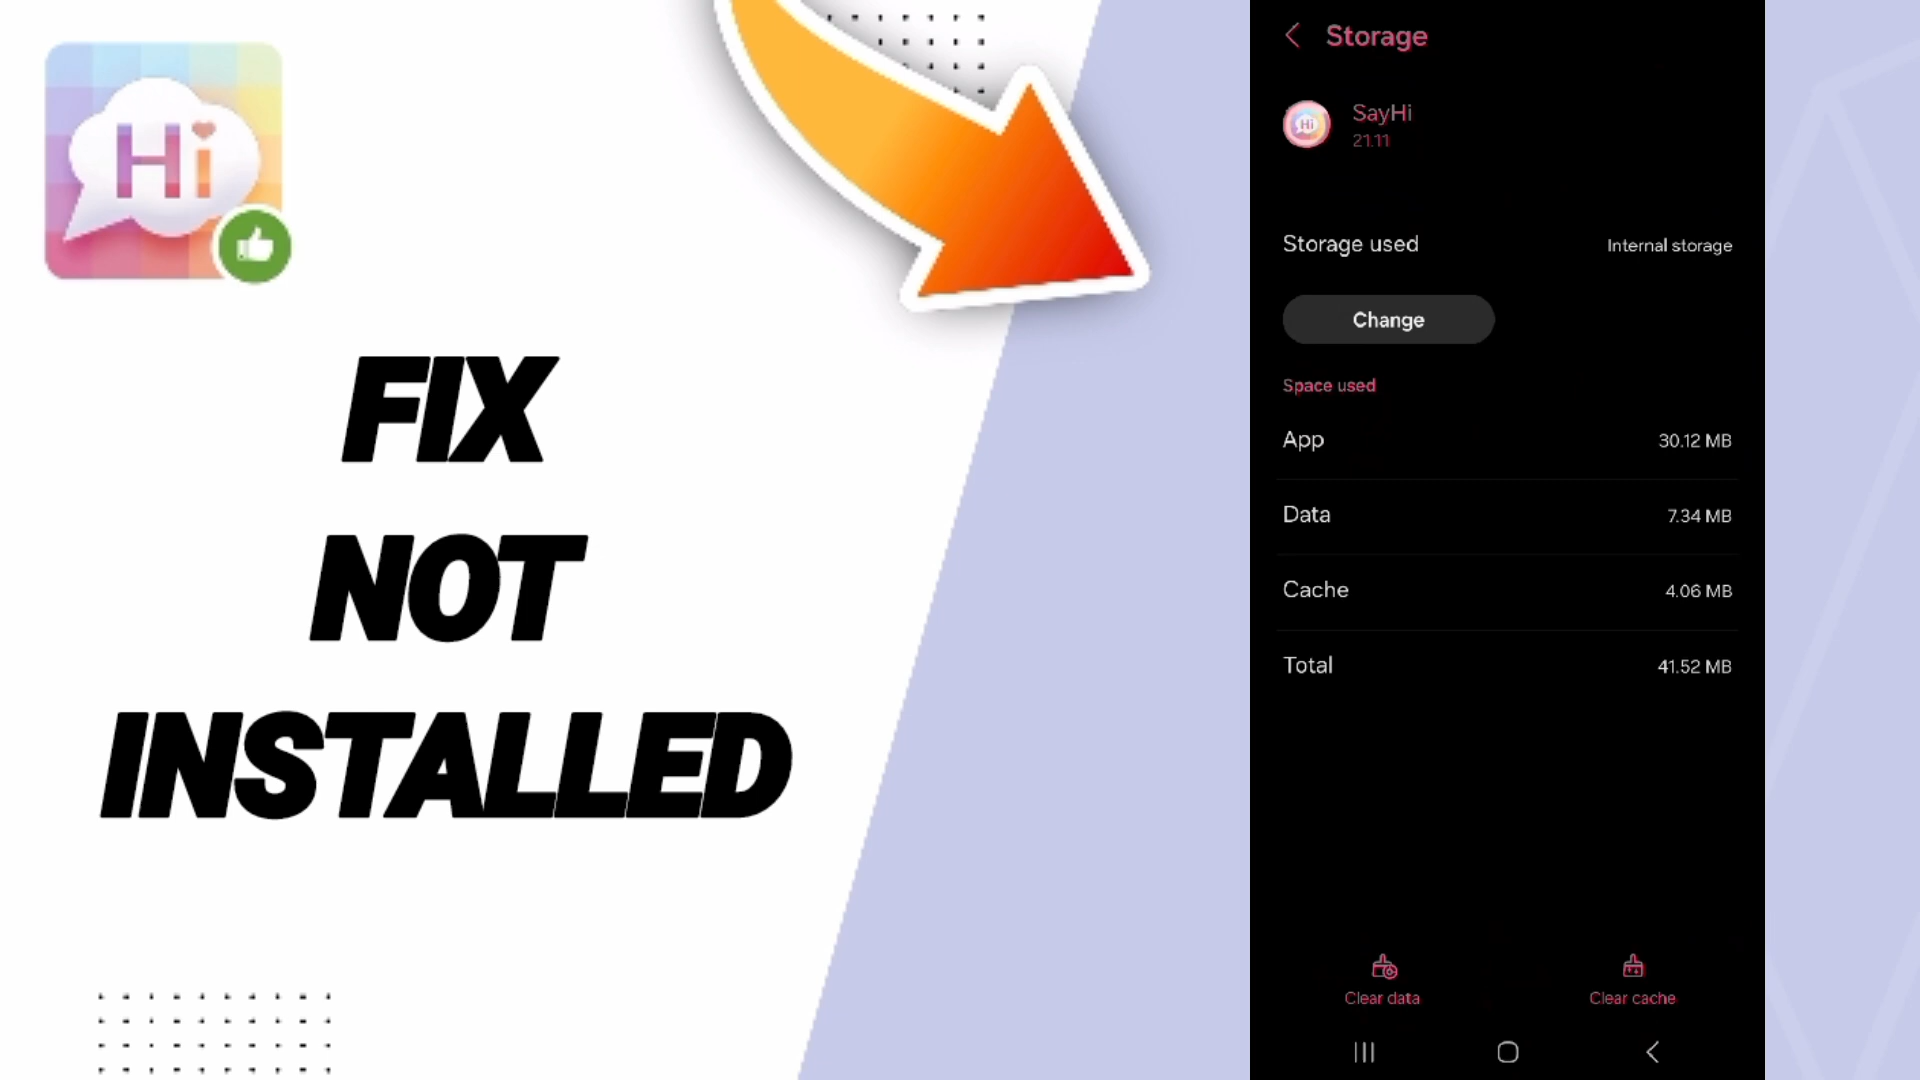 Hi
FIX
NOT
INSTALLED
Storage
Hi
SayHi
21.11
Storage used Internal storage
Change
Space used
App 30.12 MB
Data 7.34 MB
Cache 4.06 MB
Total 41.52 MB
Clear data Clear cache